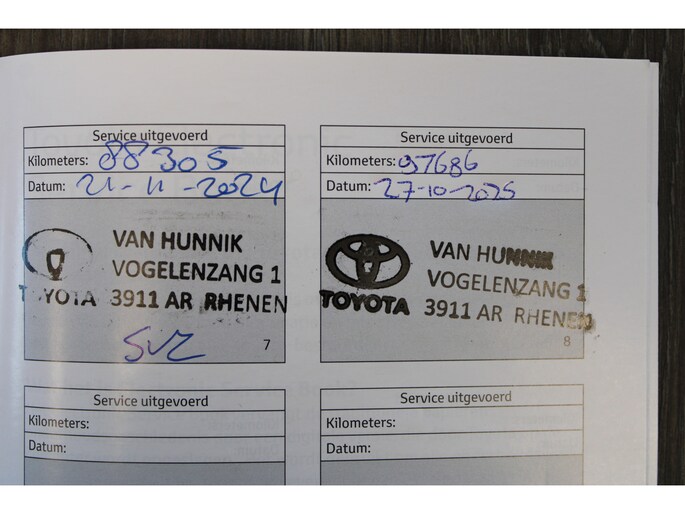 Service uitgevoerd
Kilometers: 88305
Datum: 21-11-2024
VAN HUNNIK
VOGELENZANG 1
TOYOTA 3911 AR RHENEN
7
Service uitgevoerd
Kilometers: 97686
Datum: 27-10-2025
VAN HUNNIK
VOGELENZANG 1
TOYOTA 3911 AR RHENEN
8
Service uitgevoerd
Kilometers:
Datum:
Service uitgevoerd
Kilometers:
Datum: